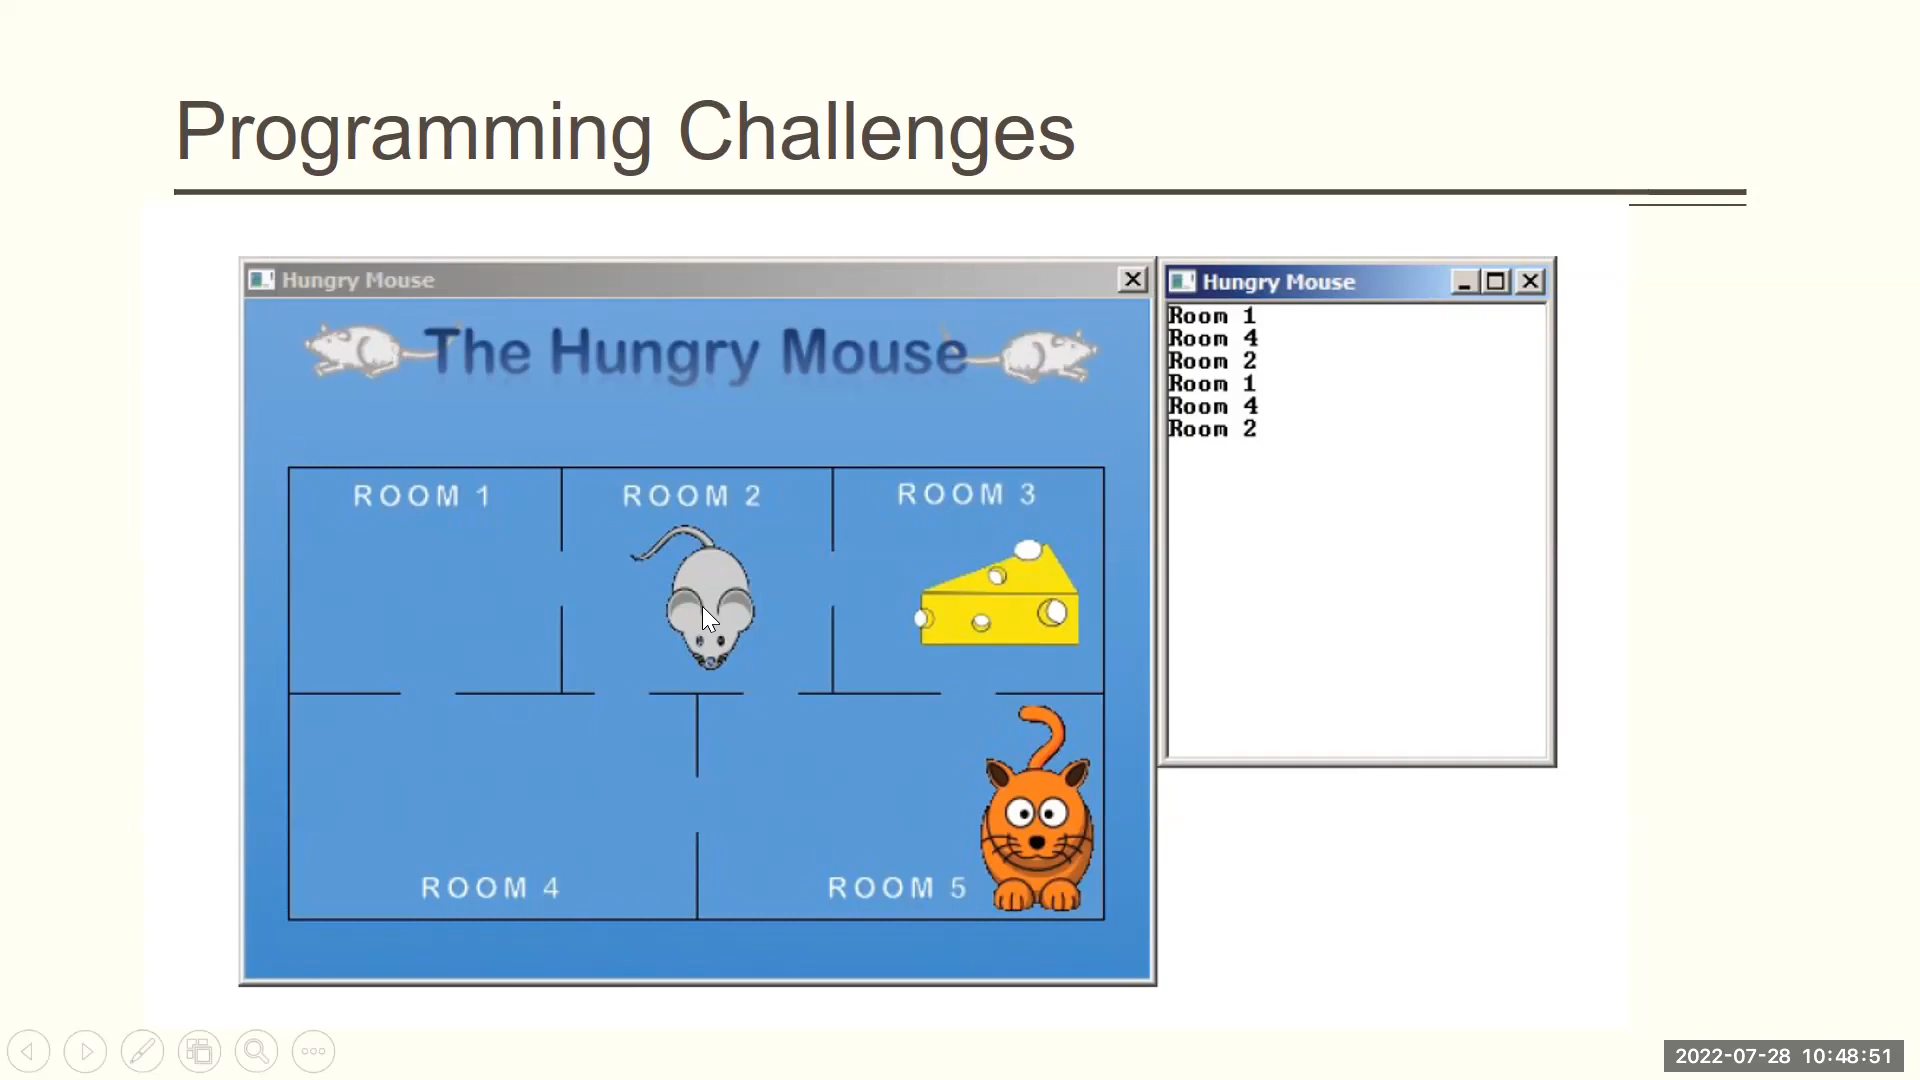 Programming Challenges
Hungry Mouse
The Hungry Mouse
ROOM 1
ROOM 2
ROOM 3
ROOM 4
ROOM 5
Hungry Mouse
Room 1
Room 4
Room 2
Room 1
Room 4
Room 2
2022-07-28 10:48:51